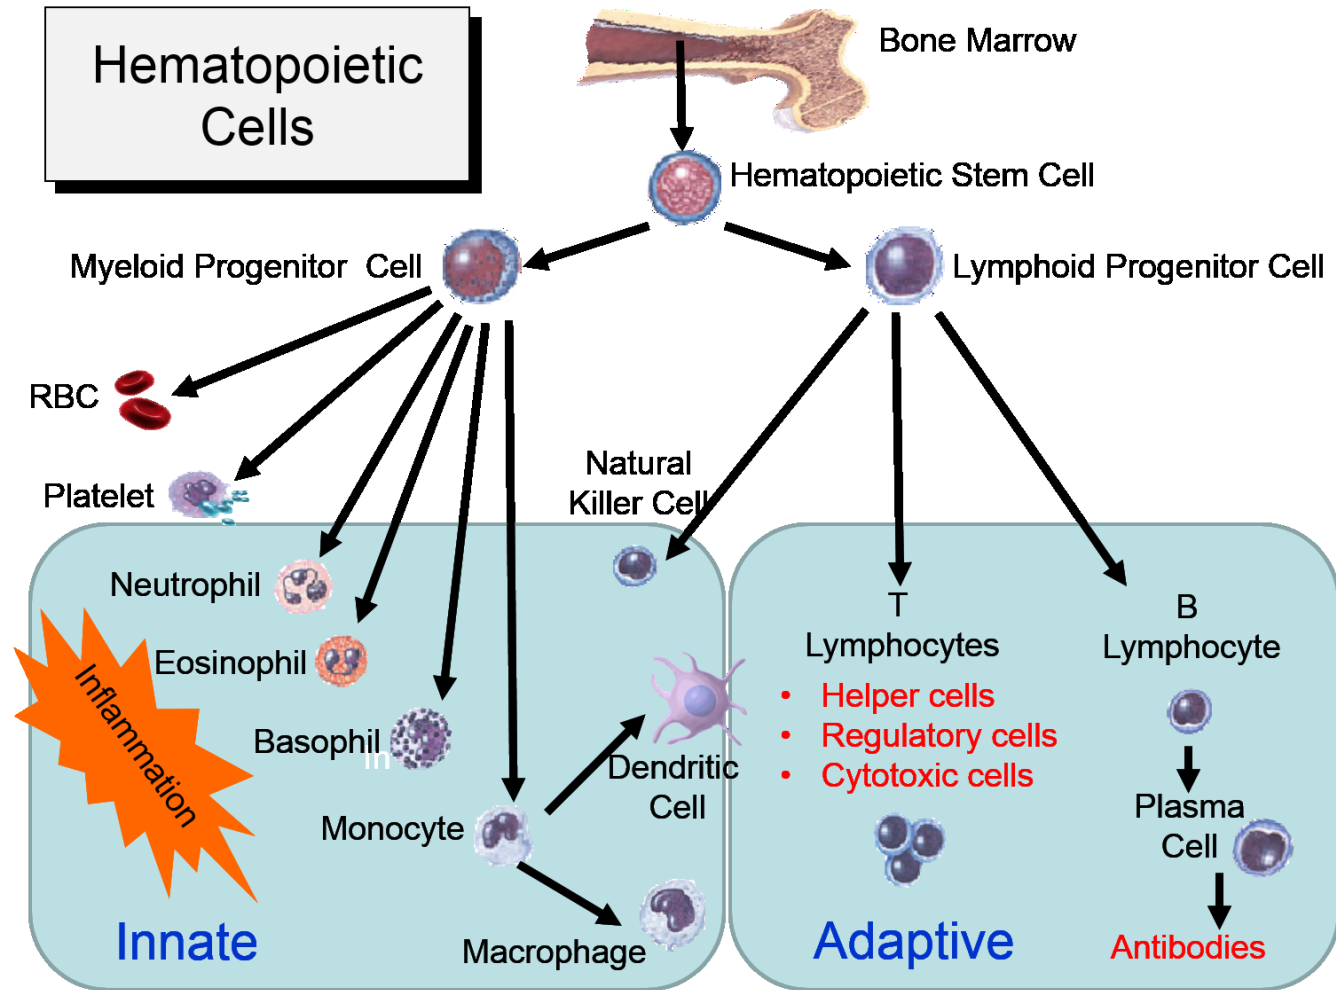 Hematopoietic
Cells
Bone Marrow
Hematopoietic Stem Cell
Myeloid Progenitor Cell
Lymphoid Progenitor Cell
RBC
Platelet
Natural
Killer Cell
Neutrophil
Eosinophil
Basophil
in
Monocyte
Dendritic
Cell
Macrophage
Inflammation
Innate
T
Lymphocytes
• Helper cells
• Regulatory cells
• Cytotoxic cells
B
Lymphocyte
Plasma
Cell
Antibodies
Adaptive